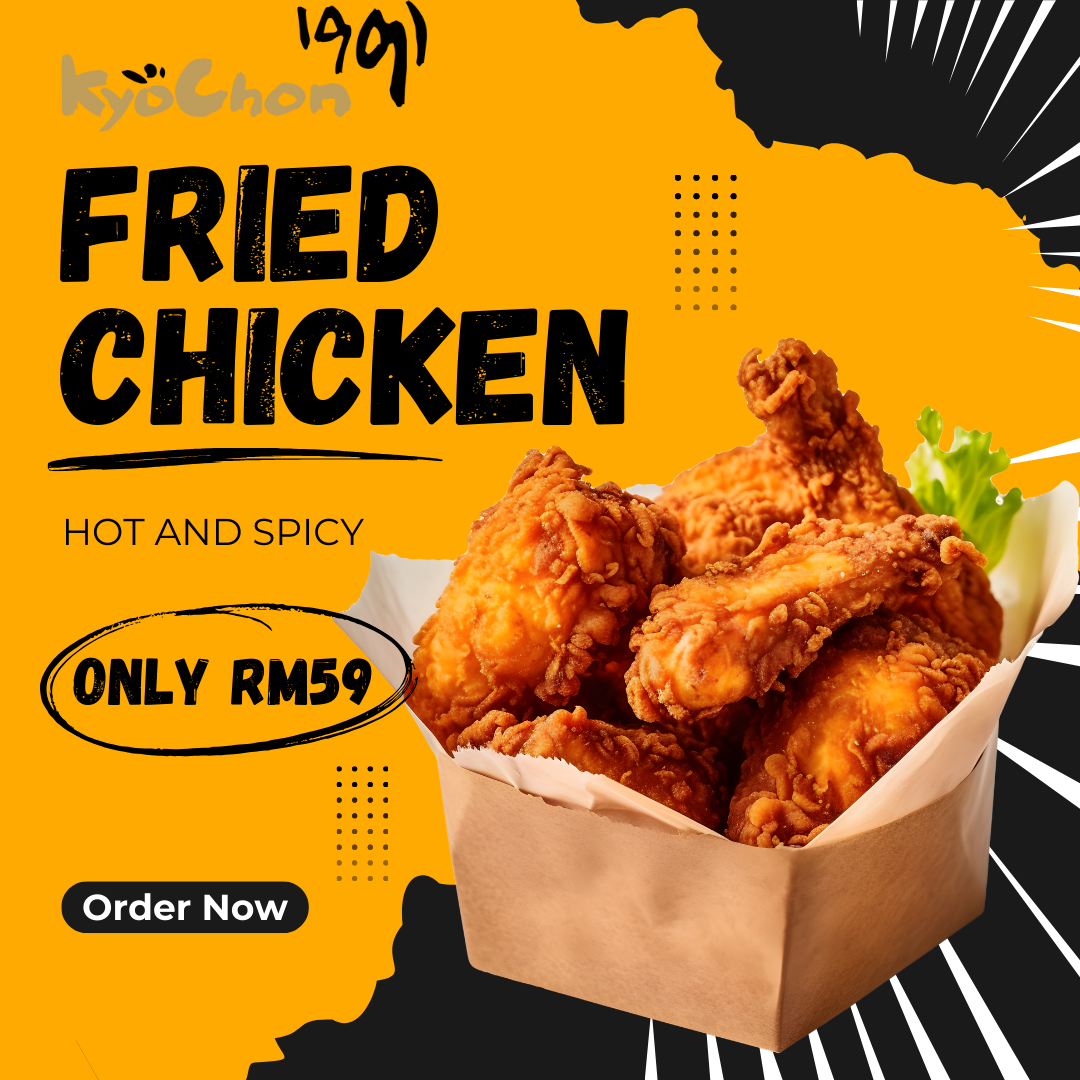 kyoChon 1991
FRIED
CHICKEN
HOT AND SPICY
ONLY RM59
Order Now